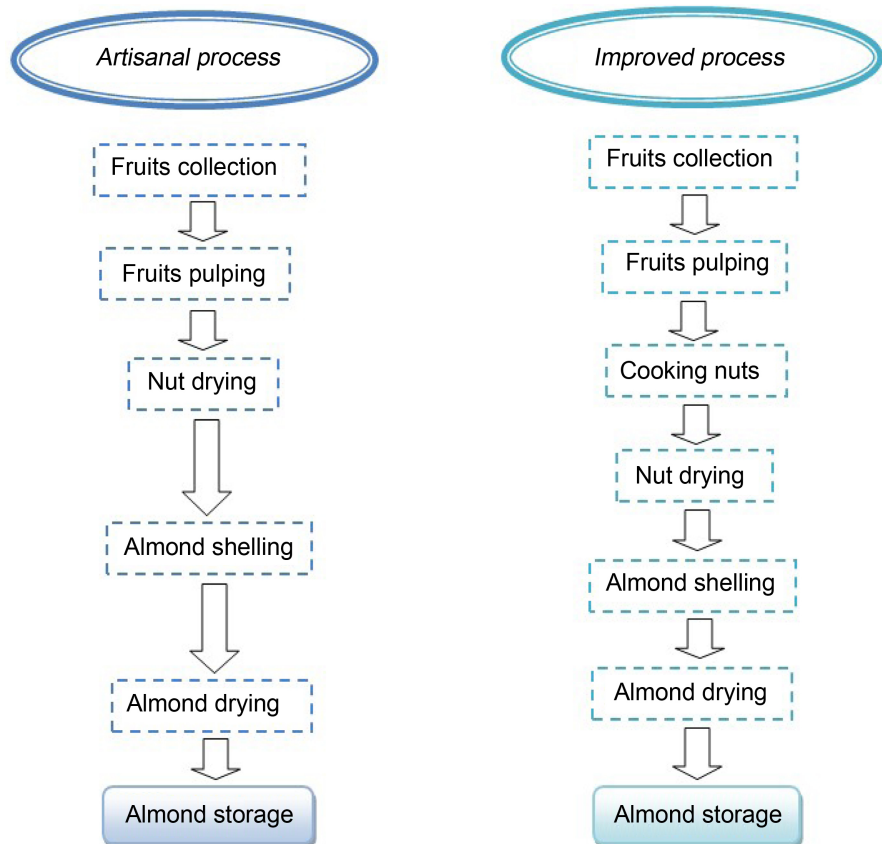 Artisanal process
Fruits collection
Fruits pulping
Nut drying
Almond shelling
Almond drying
Almond storage
Improved process
Fruits collection
Fruits pulping
Cooking nuts
Nut drying
Almond shelling
Almond drying
Almond storage